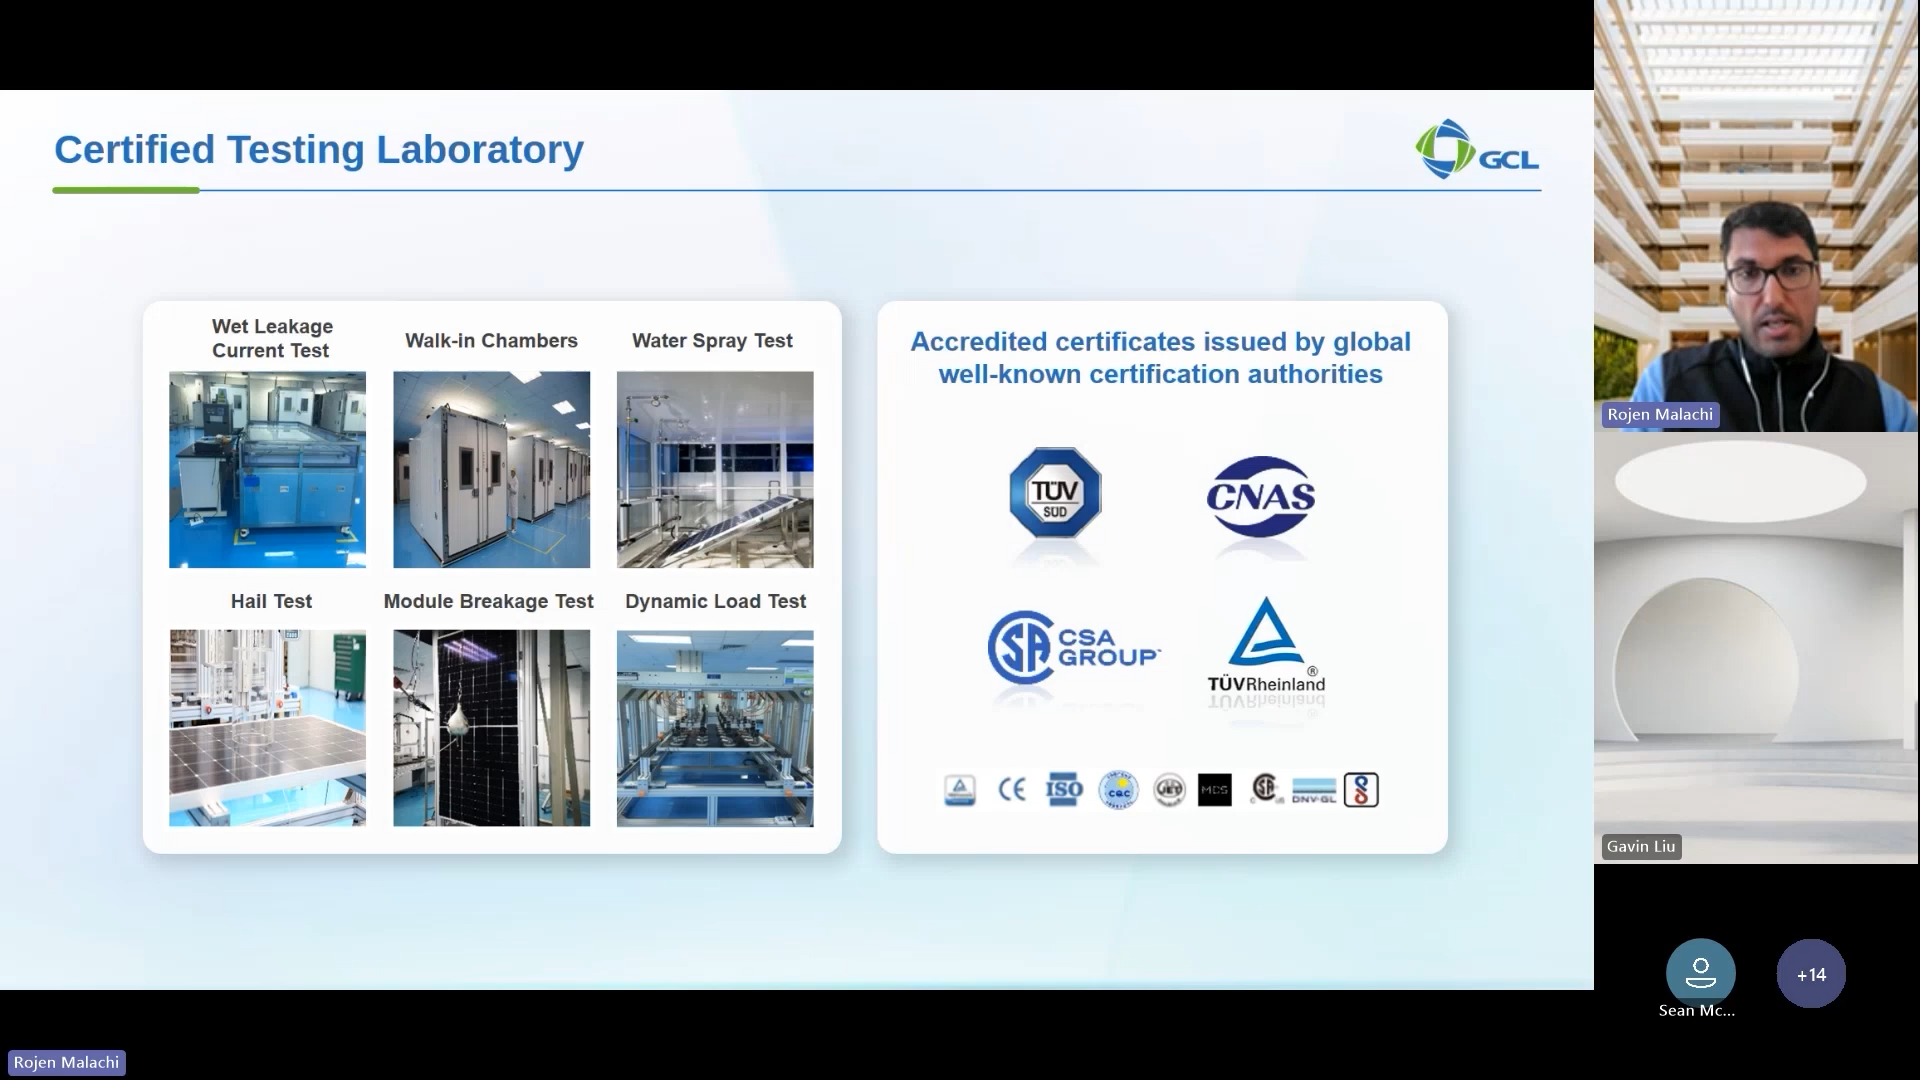 Certified Testing Laboratory
GCL
Wet Leakage
Current Test
Walk-in Chambers
Water Spray Test
Hail Test
Module Breakage Test
Dynamic Load Test
Accredited certificates issued by global
well-known certification authorities
TÜV
SÜD
CNAS
CSA
GROUP™
TÜVRheinland®
CE
ISO
CQC
JET
MCS
DNV·GL
Rojen Malachi
Gavin Liu
Sean Mc...
+14
Rojen Malachi